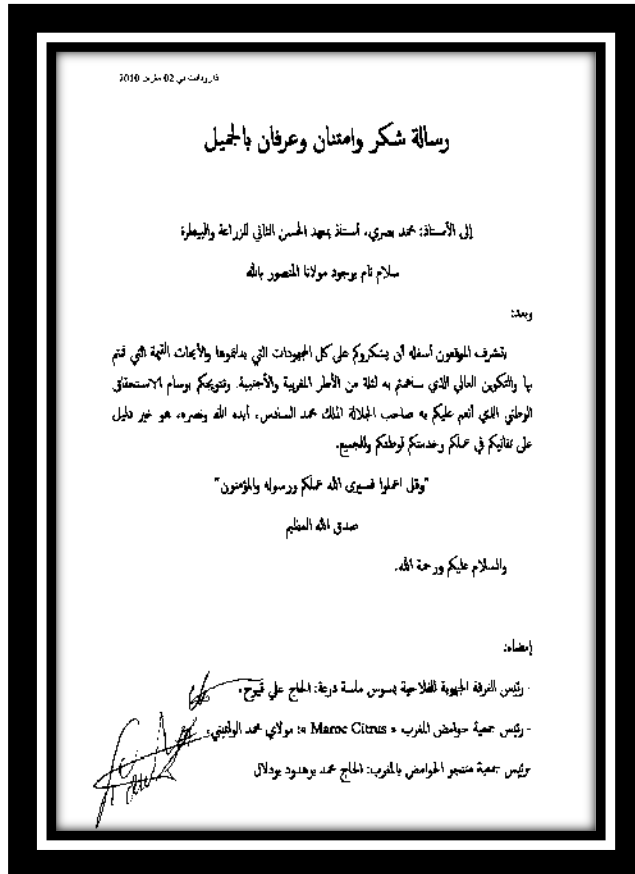 تارودانت في 02 مارس 2010
رسالة شكر وامتنان وعرفان بالجميل
إلى الأستاذ: محمد بصري، أستاذ بمعهد الحسن الثاني للزراعة والبيطرة
سلام تام بوجود مولانا المنصور بالله
وبعد:
يتشرف الموقعون أسفله أن يشكروكم على كل المجهودات التي بذلتموها والأبحاث القيمة التي قمتم
بها والتكوين العالي الذي ساهمتم به لثلة من الأطر المغربية والأجنبية. وتتويجكم بوسام الاستحقاق
الوطني الذي أنعم عليكم به صاحب الجلالة الملك محمد السادس، أيده الله ونصره، هو خير دليل
على تفانيكم في عملكم وخدمتكم لوطنكم وللجميع.
"وقل اعملوا فسيرى الله عملكم ورسوله والمؤمنون"
صدق الله العظيم
والسلام عليكم ورحمة الله.
إمضاء:
- رئيس الغرفة الجهوية للفلاحية بسوس ماسة درعة: الحاج علي قيوح.
- رئيس جمعية حوامض المغرب « Maroc Citrus »: مولاي محمد الولتيتي.
- رئيس جمعية منتجو الحوامض بالمغرب: الحاج محمد بوهدود بودلال